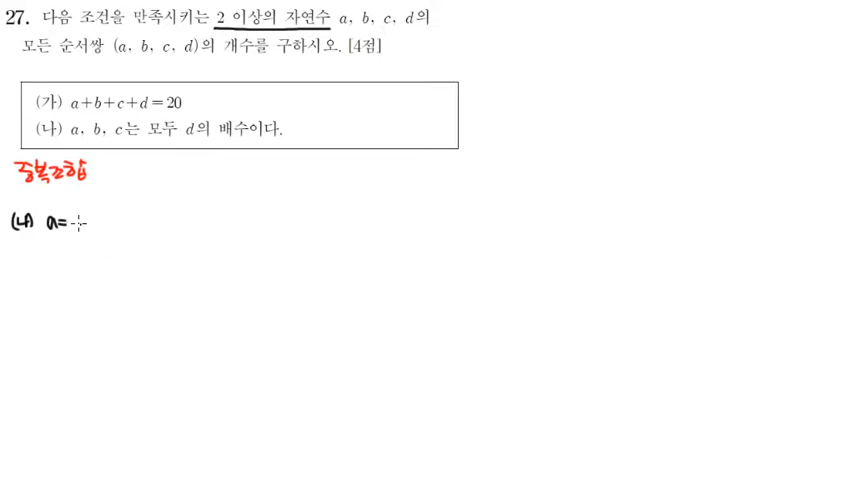 27. 다음 조건을 만족시키는 2 이상의 자연수 a, b, c, d의
모든 순서쌍 (a, b, c, d)의 개수를 구하시오. [4점]
(가) a+b+c+d=20
(나) a, b, c는 모두 d의 배수이다.
중복조합
(나) a=